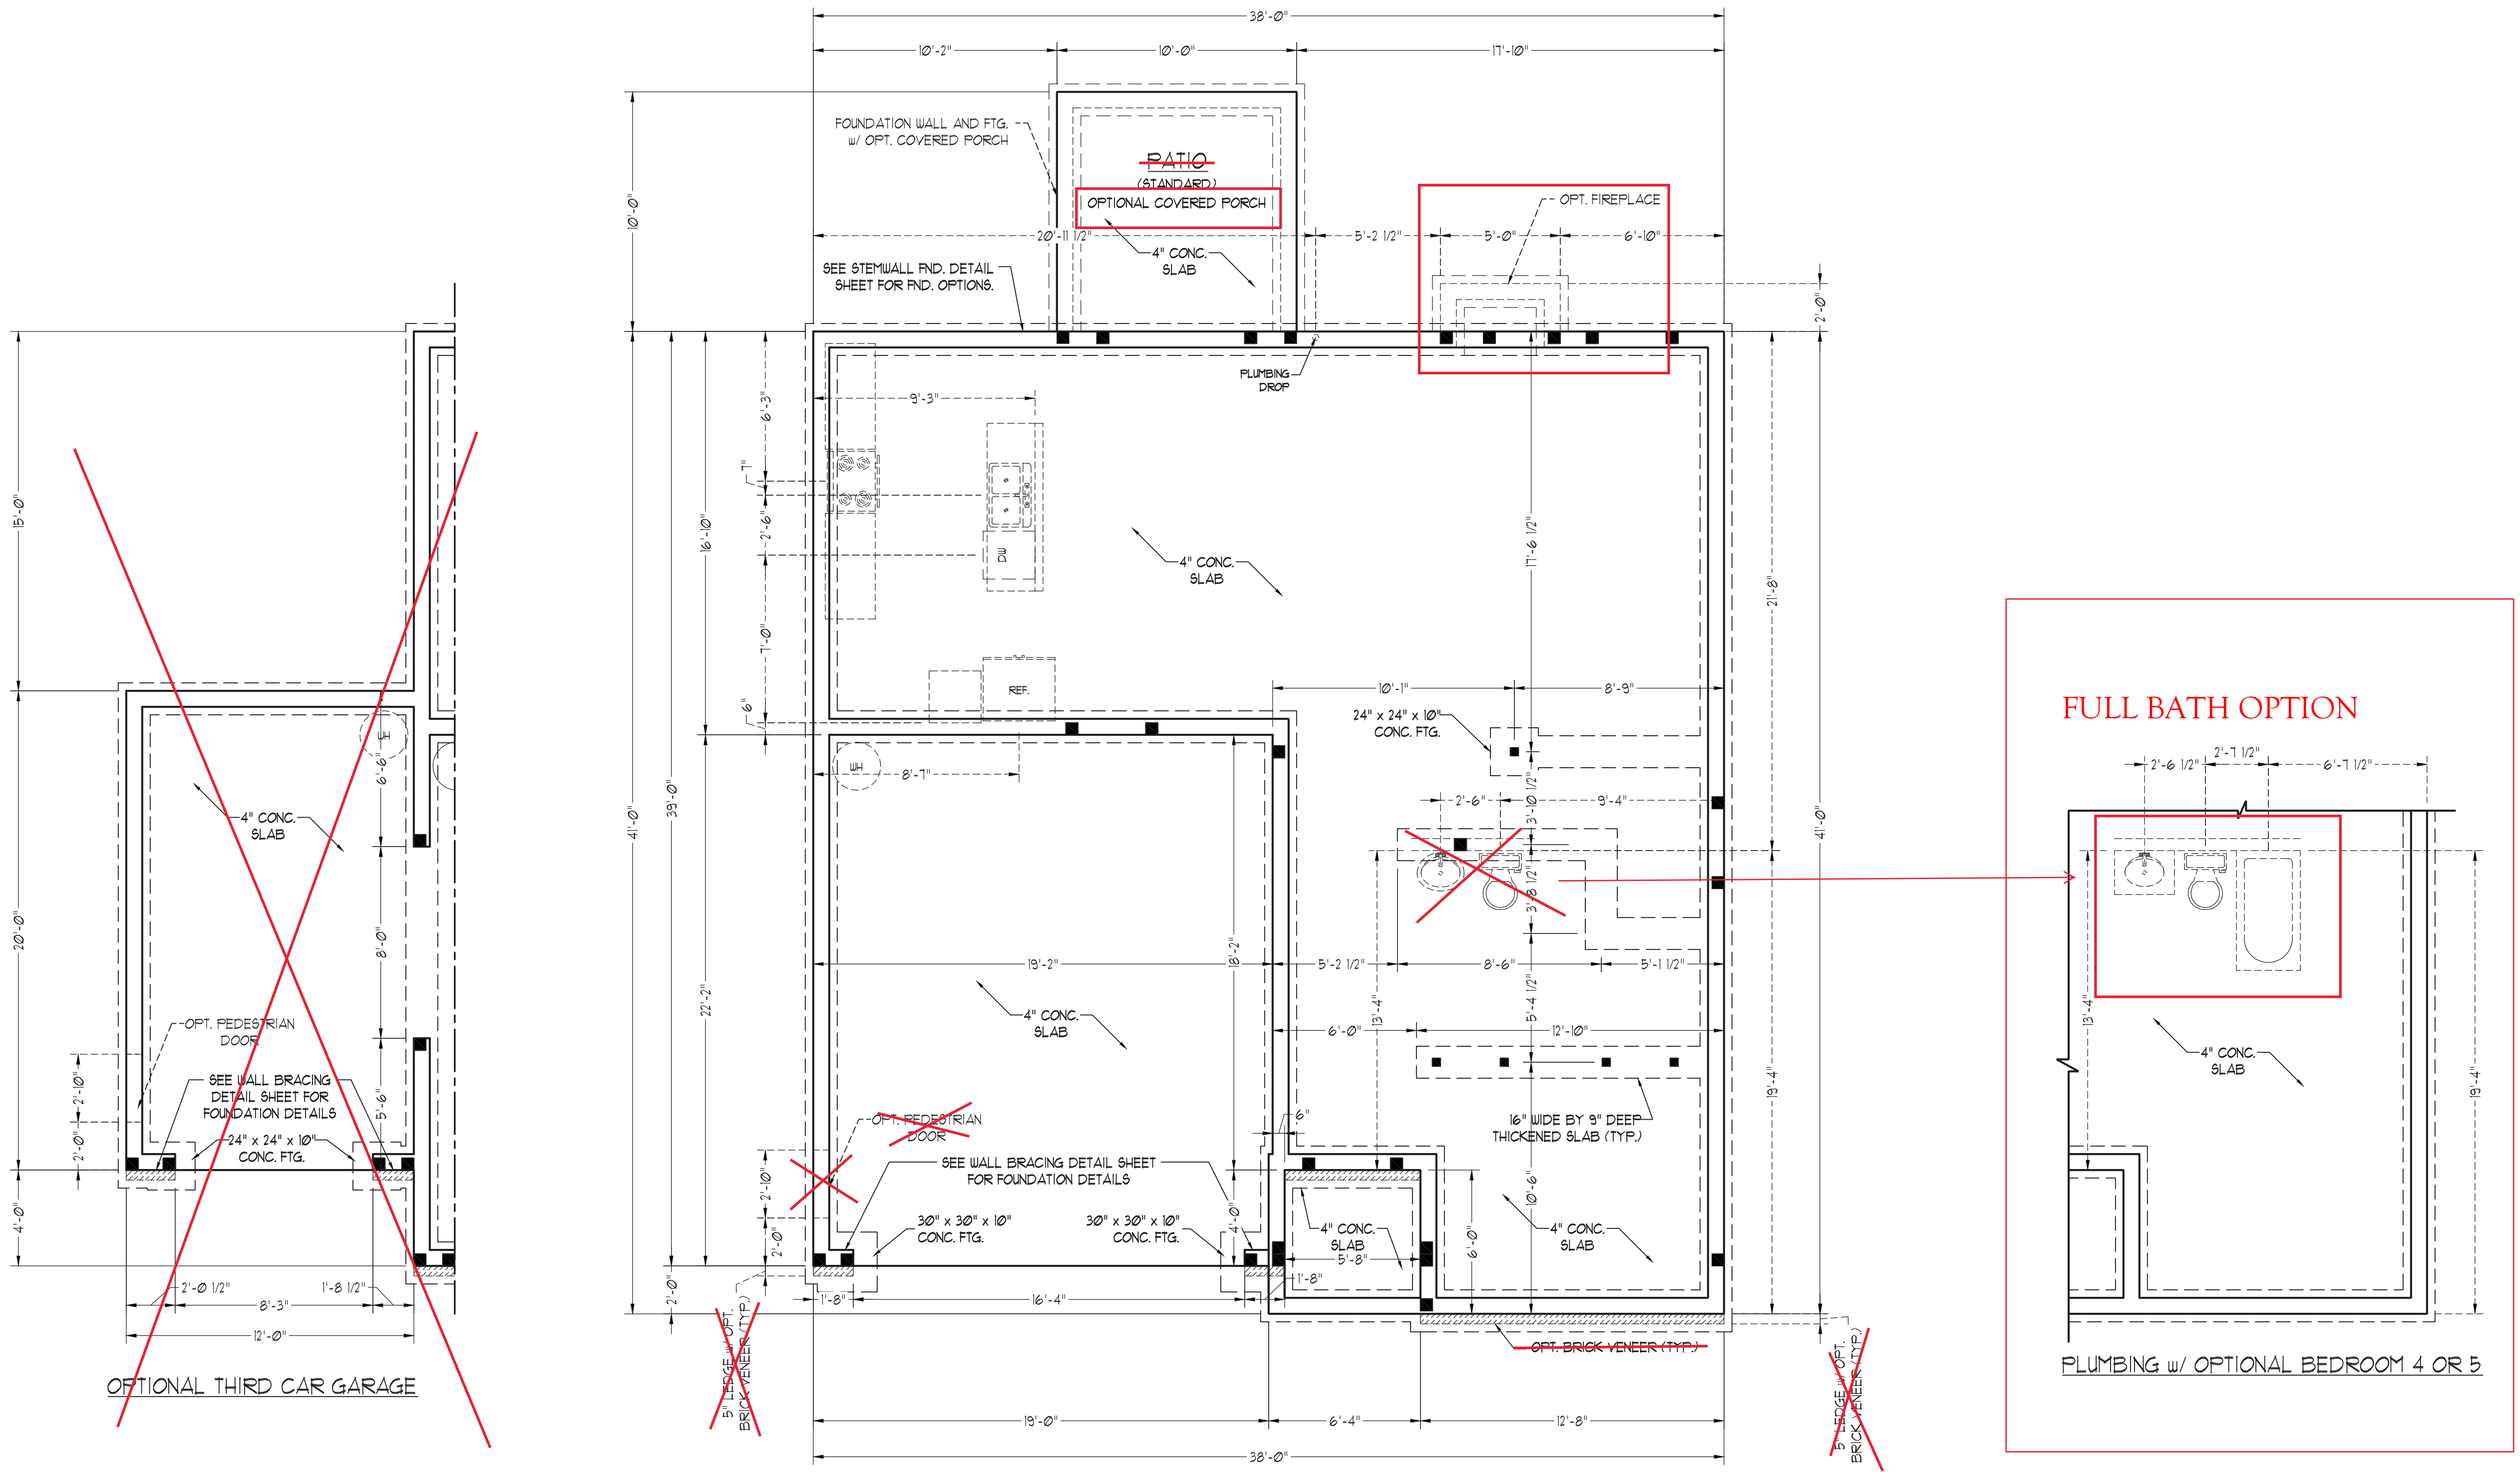 38'-0"
10'-2"
10'-0"
17'-10"
FOUNDATION WALL AND FTG.
w/ OPT. COVERED PORCH
PATIO
(STANDARD)
OPTIONAL COVERED PORCH
10'-0"
OPT. FIREPLACE
20'-11 1/2"
5'-2 1/2"
5'-0"
6'-10"
4" CONC.
SLAB
SEE STEMWALL FND. DETAIL
SHEET FOR FND. OPTIONS.
2'-0"
PLUMBING
DROP
9'-3"
6'-3"
7"
2'-6"
7'-0"
6"
16'-10"
39'-0"
41'-0"
22'-2"
2'-0"
DW
4" CONC.
SLAB
17'-6 1/2"
21'-8"
41'-0"
19'-4"
REF.
10'-1"
8'-9"
24" x 24" x 10"
CONC. FTG.
WH
8'-7"
2'-6"
9'-4"
3'-10 1/2"
3'-8 1/2"
5'-4 1/2"
10'-6"
18'-2"
13'-4"
19'-2"
5'-2 1/2"
8'-6"
5'-1 1/2"
4" CONC.
SLAB
6'-0"
12'-10"
16" WIDE BY 9" DEEP
THICKENED SLAB (TYP.)
6"
OPT. PEDESTRIAN
DOOR
2'-10"
2'-0"
SEE WALL BRACING DETAIL SHEET
FOR FOUNDATION DETAILS
30" x 30" x 10"
CONC. FTG.
30" x 30" x 10"
CONC. FTG.
4'-0"
4" CONC.
SLAB
5'-8"
6'-0"
4" CONC.
SLAB
1'-8"
16'-4"
1'-8"
5" LEDGE w/ OPT.
BRICK VENEER (TYP.)
OPT. BRICK VENEER (TYP.)
5" LEDGE w/ OPT.
BRICK VENEER (TYP.)
19'-0"
6'-4"
12'-8"
38'-0"
15'-0"
20'-0"
4'-0"
WH
6'-6"
4" CONC.
SLAB
8'-0"
OPT. PEDESTRIAN
DOOR
2'-10"
2'-0"
5'-6"
SEE WALL BRACING
DETAIL SHEET FOR
FOUNDATION DETAILS
24" x 24" x 10"
CONC. FTG.
2'-0 1/2"
1'-8 1/2"
8'-3"
12'-0"
OPTIONAL THIRD CAR GARAGE
FULL BATH OPTION
2'-6 1/2"
2'-7 1/2"
6'-7 1/2"
13'-4"
19'-4"
4" CONC.
SLAB
PLUMBING w/ OPTIONAL BEDROOM 4 OR 5